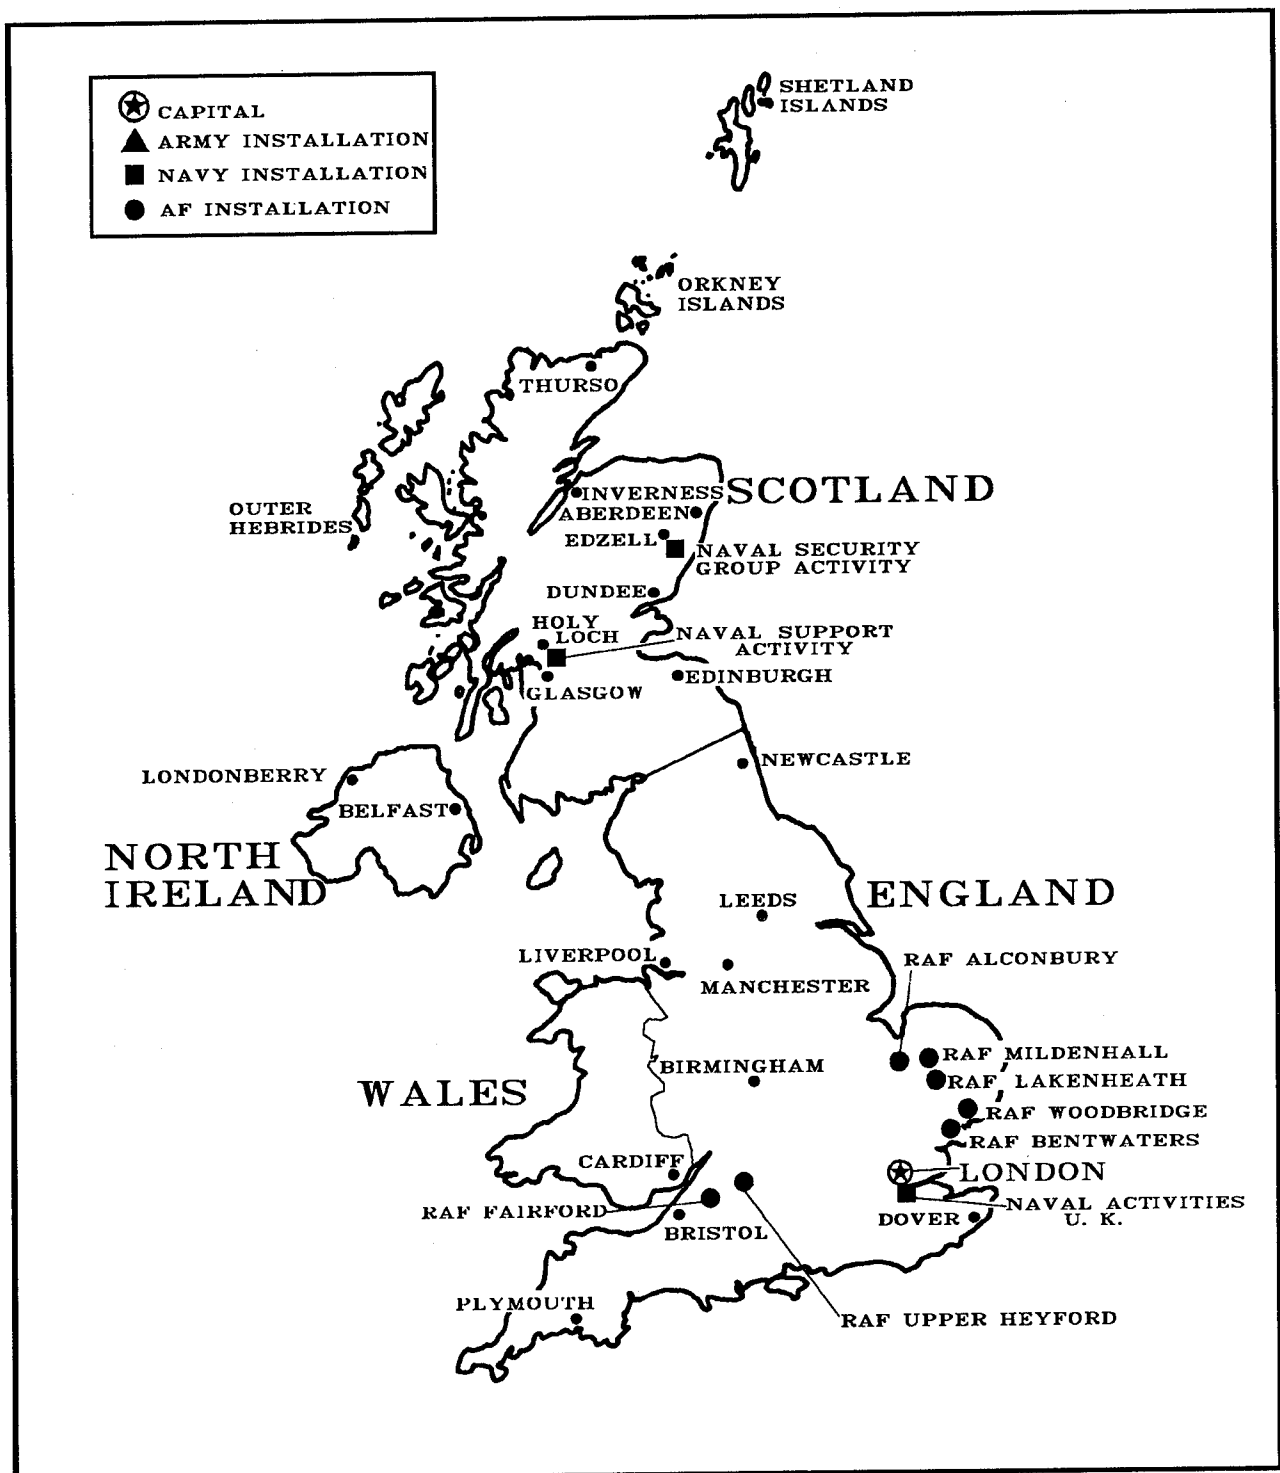 CAPITAL
ARMY INSTALLATION
NAVY INSTALLATION
AF INSTALLATION
SHETLAND
ISLANDS
ORKNEY
ISLANDS
THURSO
OUTER
HEBRIDES
INVERNESS
SCOTLAND
ABERDEEN
EDZELL
NAVAL SECURITY
GROUP ACTIVITY
DUNDEE
HOLY
LOCH
NAVAL SUPPORT
ACTIVITY
EDINBURGH
GLASGOW
NEWCASTLE
LONDONBERRY
BELFAST
NORTH
IRELAND
LEEDS
ENGLAND
LIVERPOOL
MANCHESTER
RAF ALCONBURY
RAF MILDENHALL
BIRMINGHAM
RAF LAKENHEATH
WALES
RAF WOODBRIDGE
RAF BENTWATERS
CARDIFF
LONDON
RAF FAIRFORD
NAVAL ACTIVITIES
U. K.
DOVER
BRISTOL
PLYMOUTH
RAF UPPER HEYFORD